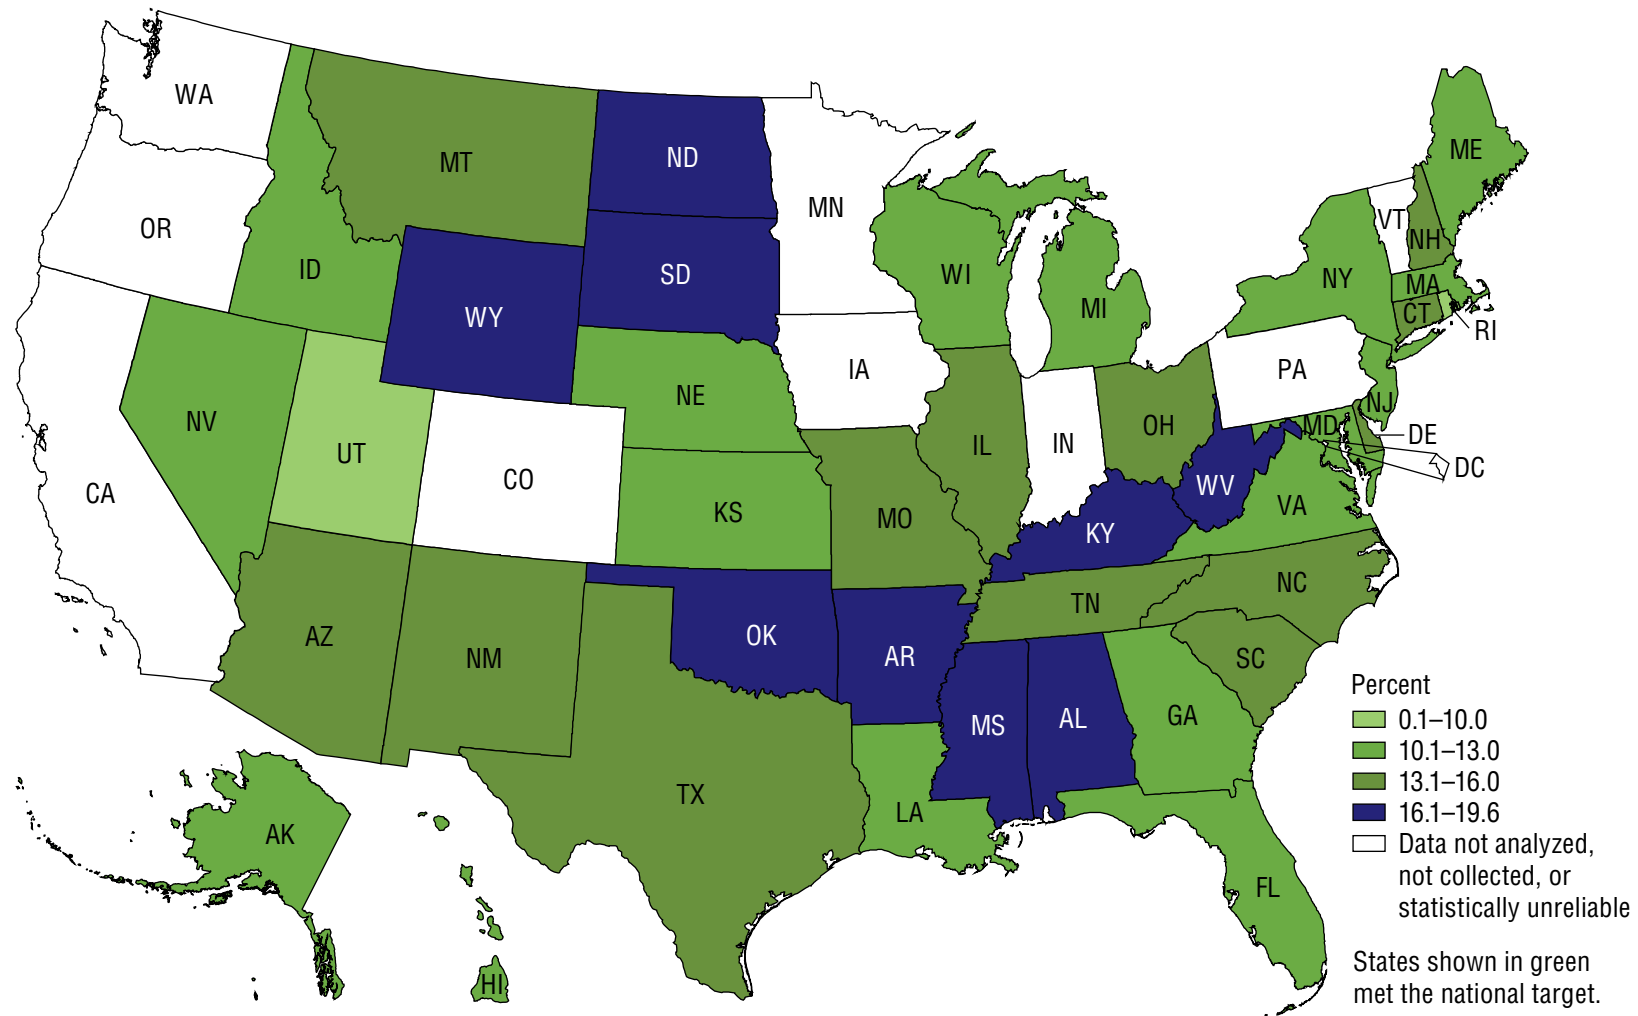 WA
MT
ND
MN
ME
OR
ID
SD
WY
WI
MI
NY
VT
NH
MA
CT
RI
NV
UT
CO
NE
IA
IL
IN
OH
PA
NJ
MD
DE
DC
CA
KS
MO
KY
WV
VA
AZ
NM
OK
AR
TN
NC
SC
MS
AL
GA
TX
LA
FL
AK
HI
Percent
0.1–10.0
10.1–13.0
13.1–16.0
16.1–19.6
Data not analyzed,
not collected, or
statistically unreliable
States shown in green
met the national target.